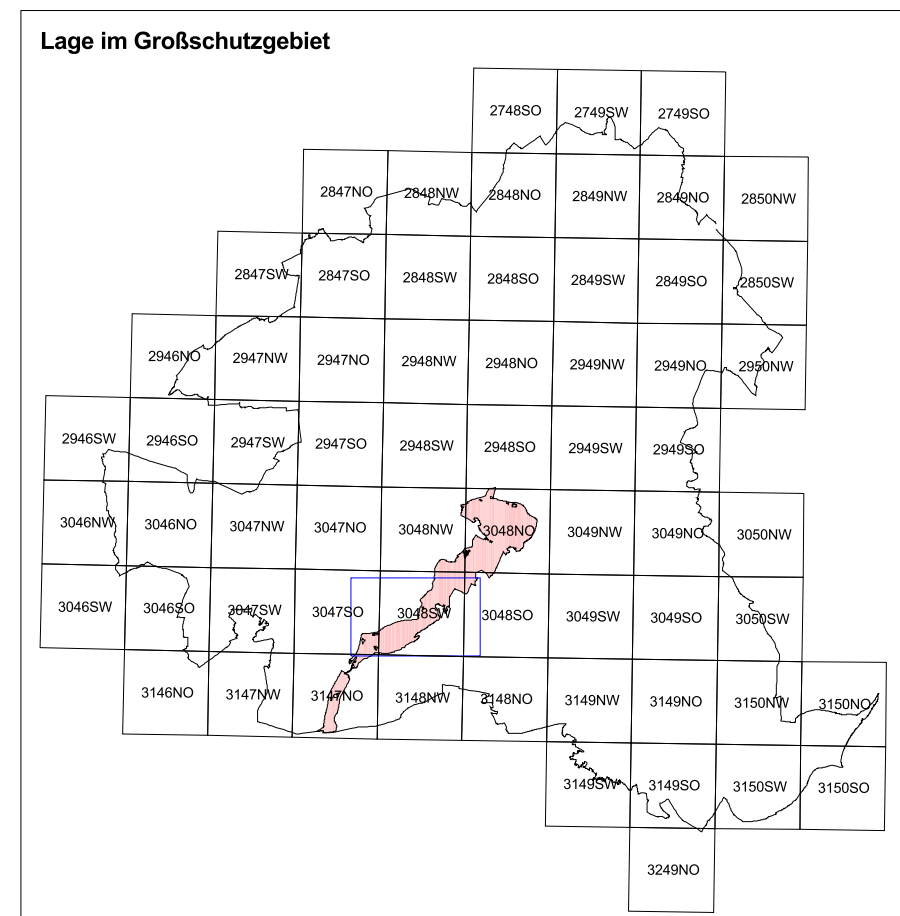 Lage im Großschutzgebiet
2748SO 2749SW 2749SO
2847NO 2848NW 2848NO 2849NW 2849NO 2850NW
2847SW 2847SO 2848SW 2848SO 2849SW 2849SO 2850SW
2946NO 2947NW 2947NO 2948NW 2948NO 2949NW 2949NO 2950NW
2946SW 2946SO 2947SW 2947SO 2948SW 2948SO 2949SW 2949SO
3046NW 3046NO 3047NW 3047NO 3048NW 3048NO 3049NW 3049NO 3050NW
3046SW 3046SO 3047SW 3047SO 3048SW 3048SO 3049SW 3049SO 3050SW
3146NO 3147NW 3147NO 3148NW 3148NO 3149NW 3149NO 3150NW 3150NO
3149SW 3149SO 3150SW 3150SO
3249NO